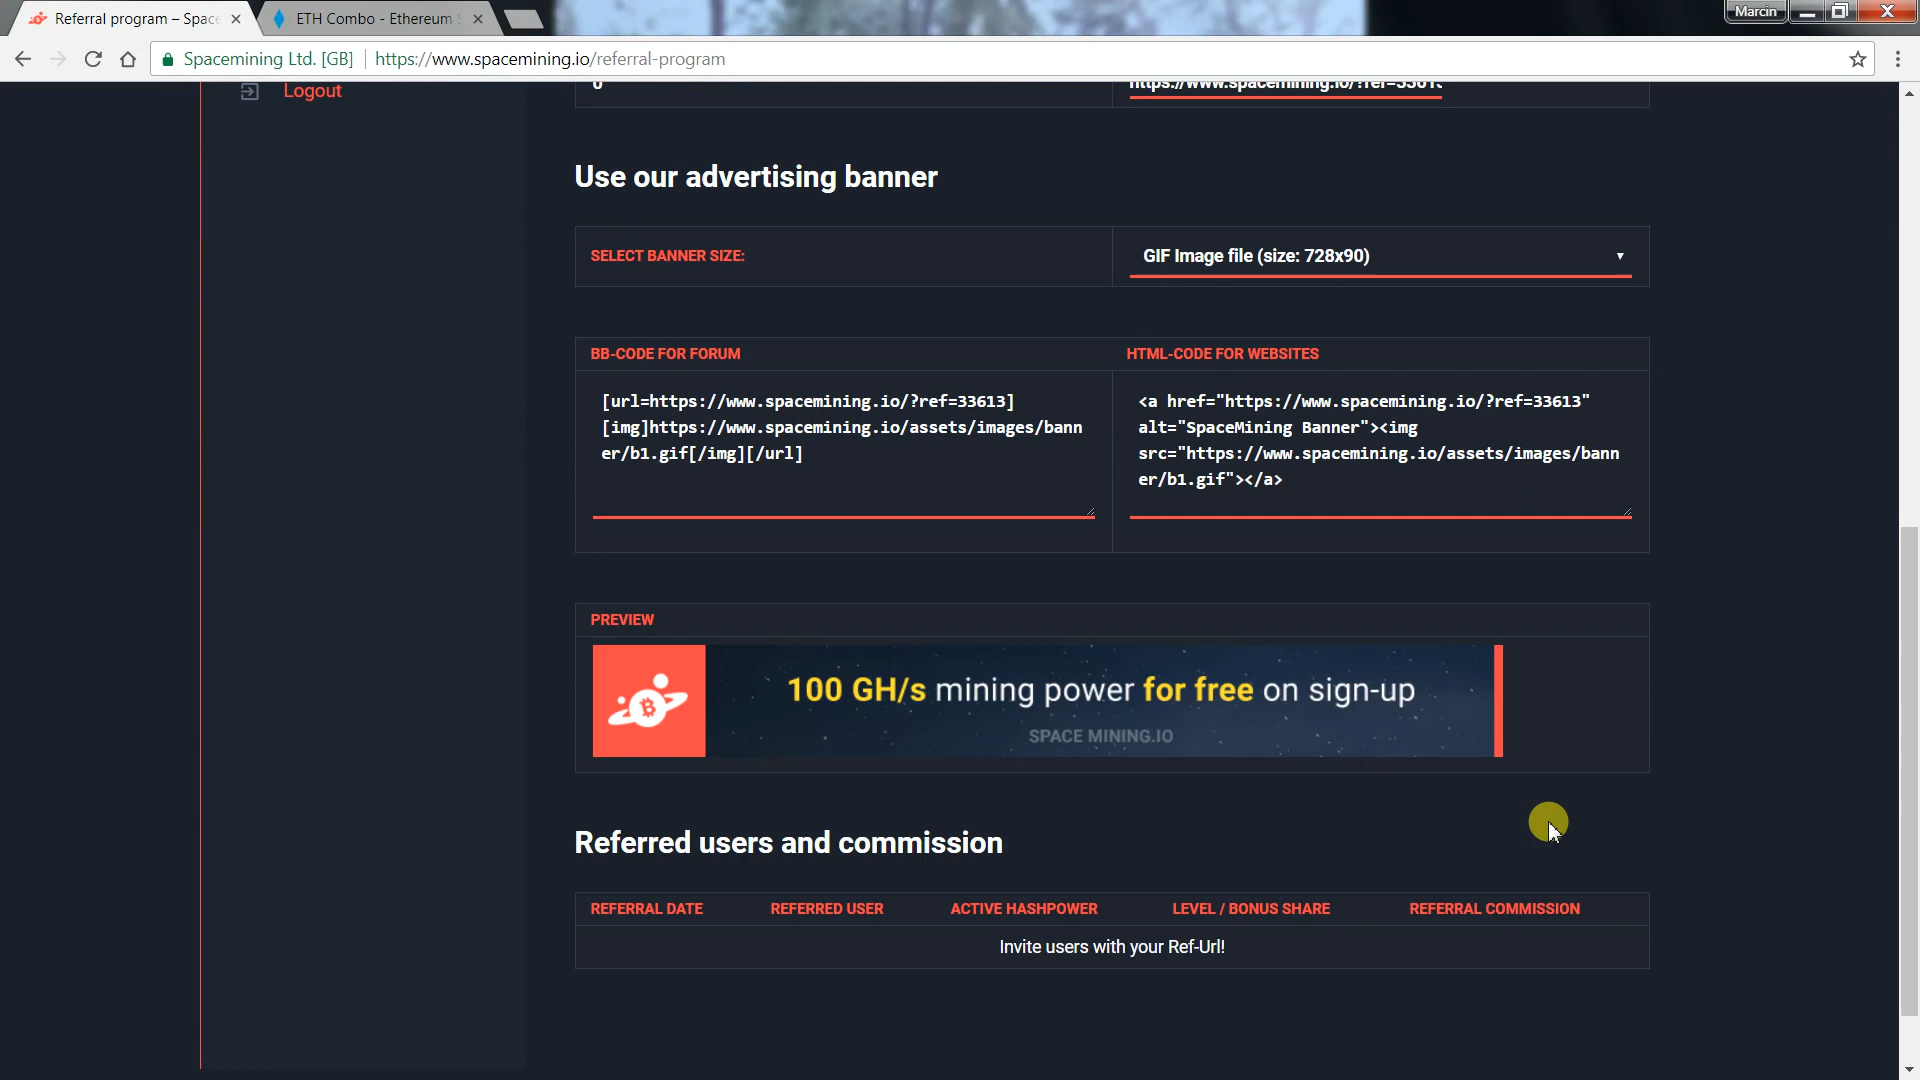 Referral program – Space
ETH Combo - Ethereum
Marcin
Spacemining Ltd. [GB]
https://www.spacemining.io/referral-program
Logout
0
Use our advertising banner
SELECT BANNER SIZE:
GIF Image file (size: 728x90)
BB-CODE FOR FORUM
HTML-CODE FOR WEBSITES
[url=https://www.spacemining.io/?ref=33613]
[img]https://www.spacemining.io/assets/images/bann
er/b1.gif[/img][/url]
<a href="https://www.spacemining.io/?ref=33613"
alt="SpaceMining Banner"><img
src="https://www.spacemining.io/assets/images/bann
er/b1.gif"></a>
PREVIEW
100 GH/s mining power for free on sign-up
SPACE MINING.IO
Referred users and commission
REFERRAL DATE
REFERRED USER
ACTIVE HASHPOWER
LEVEL / BONUS SHARE
REFERRAL COMMISSION
Invite users with your Ref-Url!